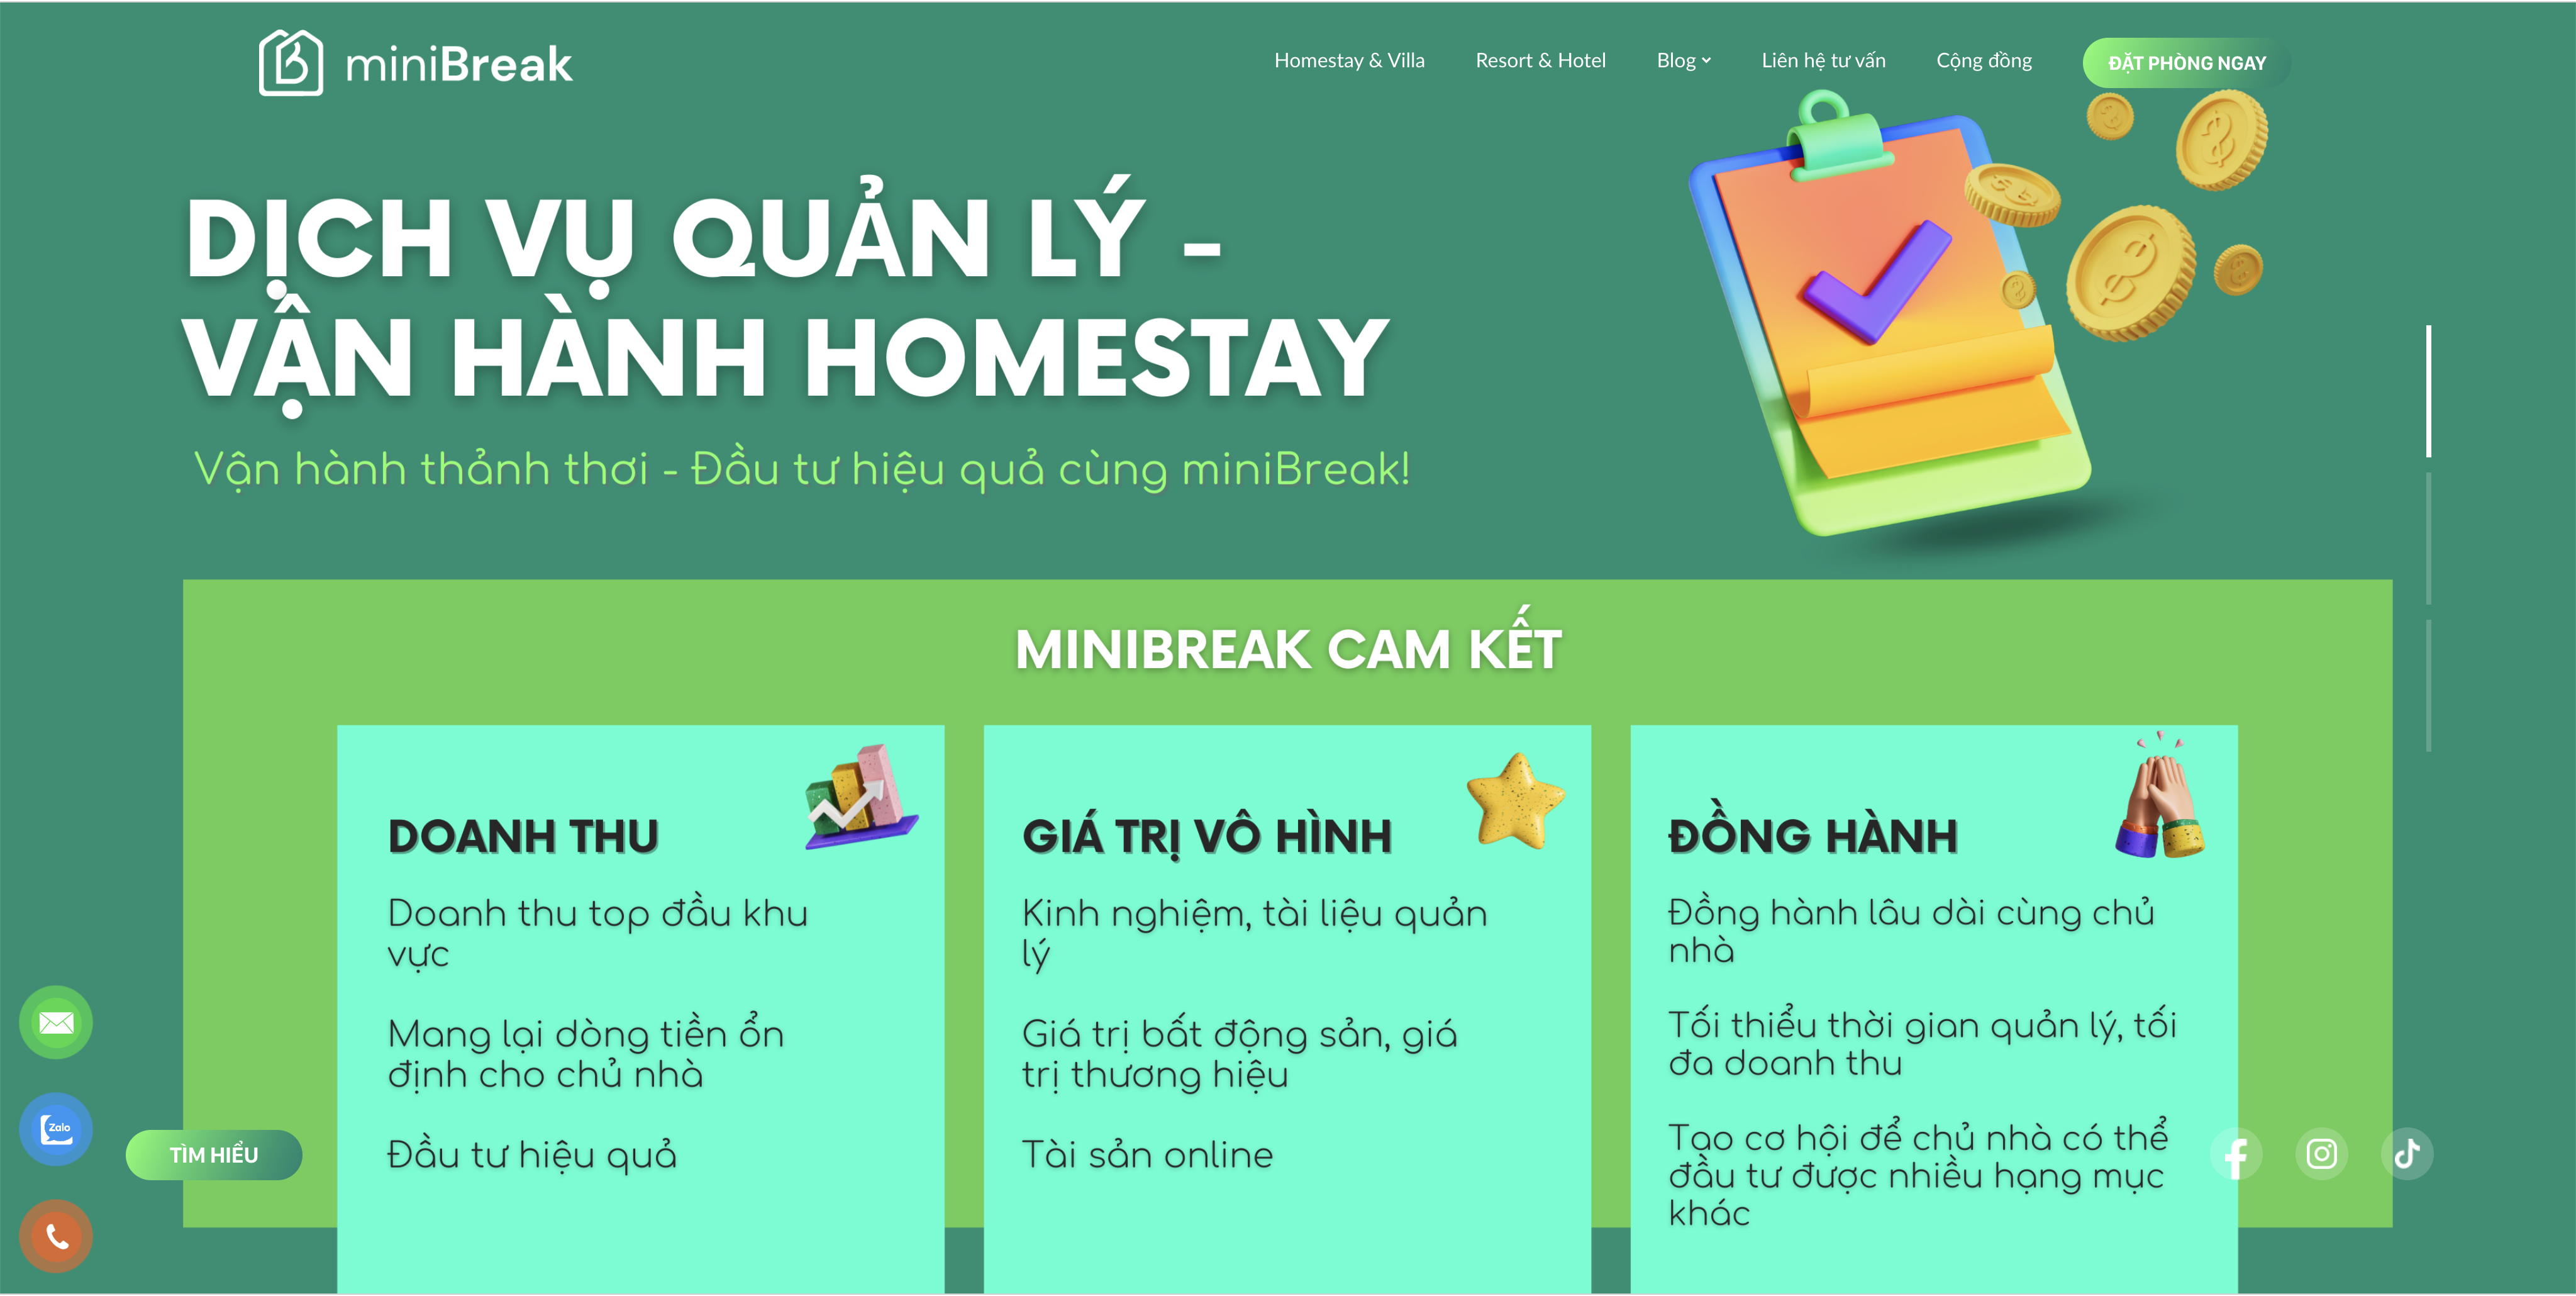 miniBreak
Homestay & Villa
Resort & Hotel
Blog
Liên hệ tư vấn
Cộng đồng
ĐẶT PHÒNG NGAY
DỊCH VỤ QUẢN LÝ -
VẬN HÀNH HOMESTAY
Vận hành thảnh thơi - Đầu tư hiệu quả cùng miniBreak!
MINIBREAK CAM KẾT
DOANH THU
Doanh thu top đầu khu
vực
Mang lại dòng tiền ổn
định cho chủ nhà
Đầu tư hiệu quả
GIÁ TRỊ VÔ HÌNH
Kinh nghiệm, tài liệu quản
lý
Giá trị bất động sản, giá
trị thương hiệu
Tài sản online
ĐỒNG HÀNH
Đồng hành lâu dài cùng chủ
nhà
Tối thiểu thời gian quản lý, tối
đa doanh thu
Tạo cơ hội để chủ nhà có thể
đầu tư được nhiều hạng mục
khác
Zalo
TÌM HIỂU